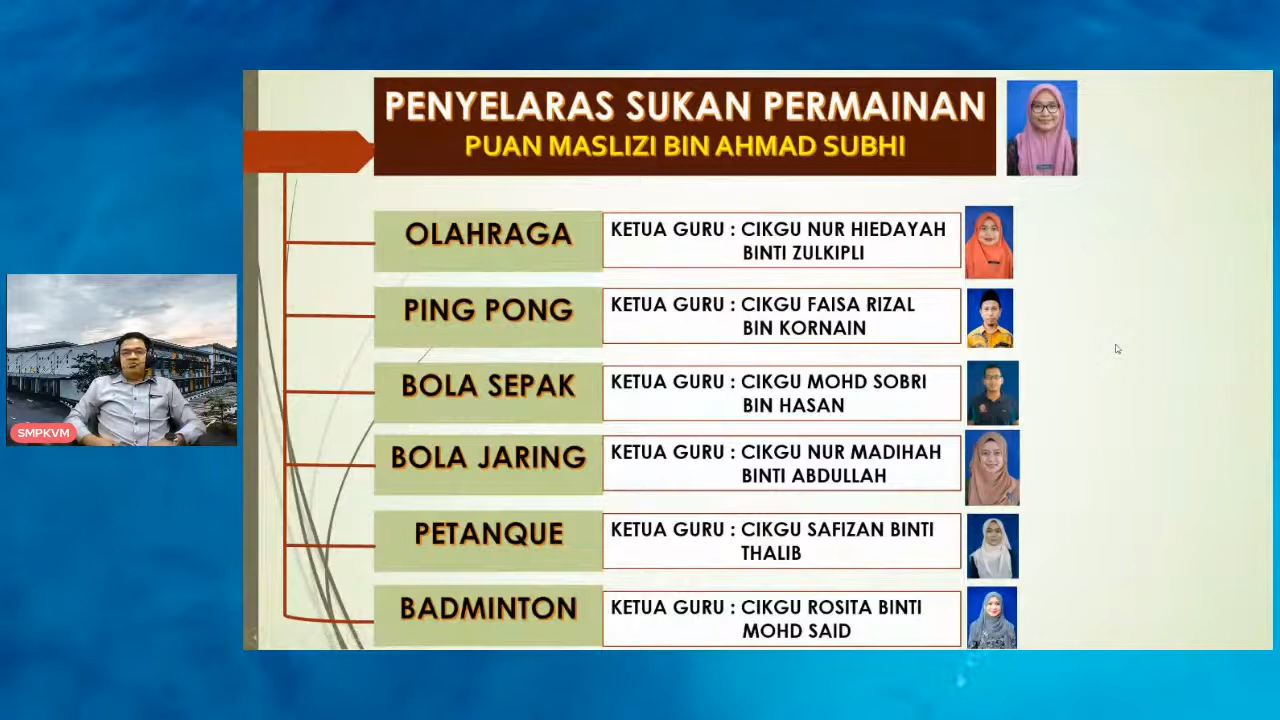 PENYELARAS SUKAN PERMAINAN
PUAN MASLIZI BIN AHMAD SUBHI
OLAHRAGA
KETUA GURU : CIKGU NUR HIEDAYAH
BINTI ZULKIPLI
PING PONG
KETUA GURU : CIKGU FAISA RIZAL
BIN KORNAIN
BOLA SEPAK
KETUA GURU : CIKGU MOHD SOBRI
BIN HASAN
BOLA JARING
KETUA GURU : CIKGU NUR MADIHAH
BINTI ABDULLAH
PETANQUE
KETUA GURU : CIKGU SAFIZAN BINTI
THALIB
BADMINTON
KETUA GURU : CIKGU ROSITA BINTI
MOHD SAID
SMPKVM